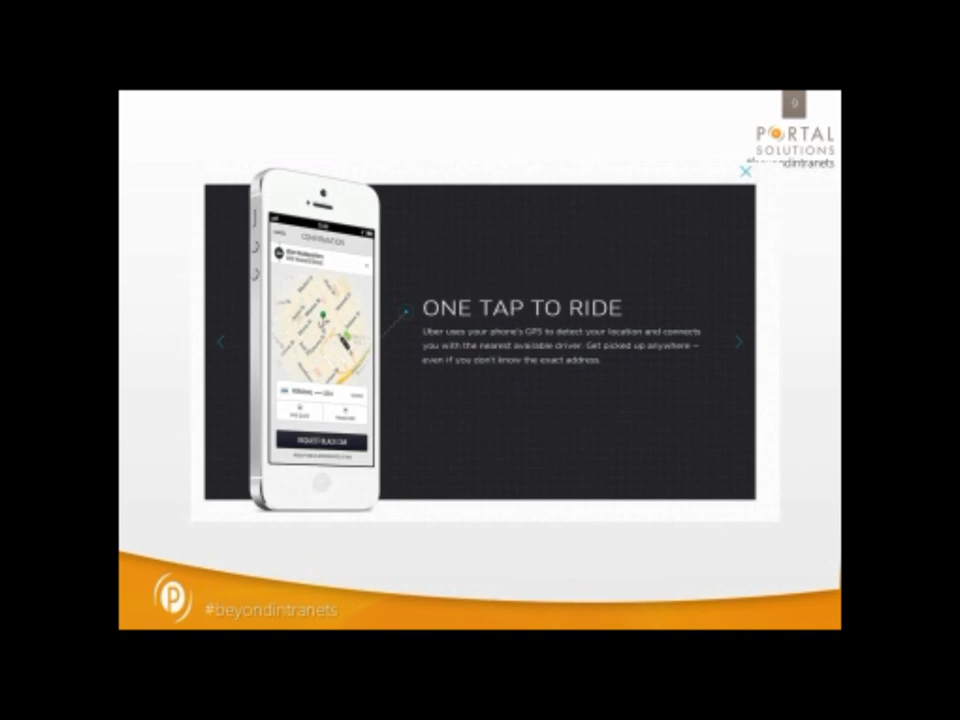 9
PORTAL
SOLUTIONS
CONFIRMATION
ONE TAP TO RIDE
Uber uses your phone's GPS to detect your location and connects
you with the nearest available driver. Get picked up anywhere –
even if you don't know the exact address.
REQUEST BLACK CAR
P
#beyondintranets